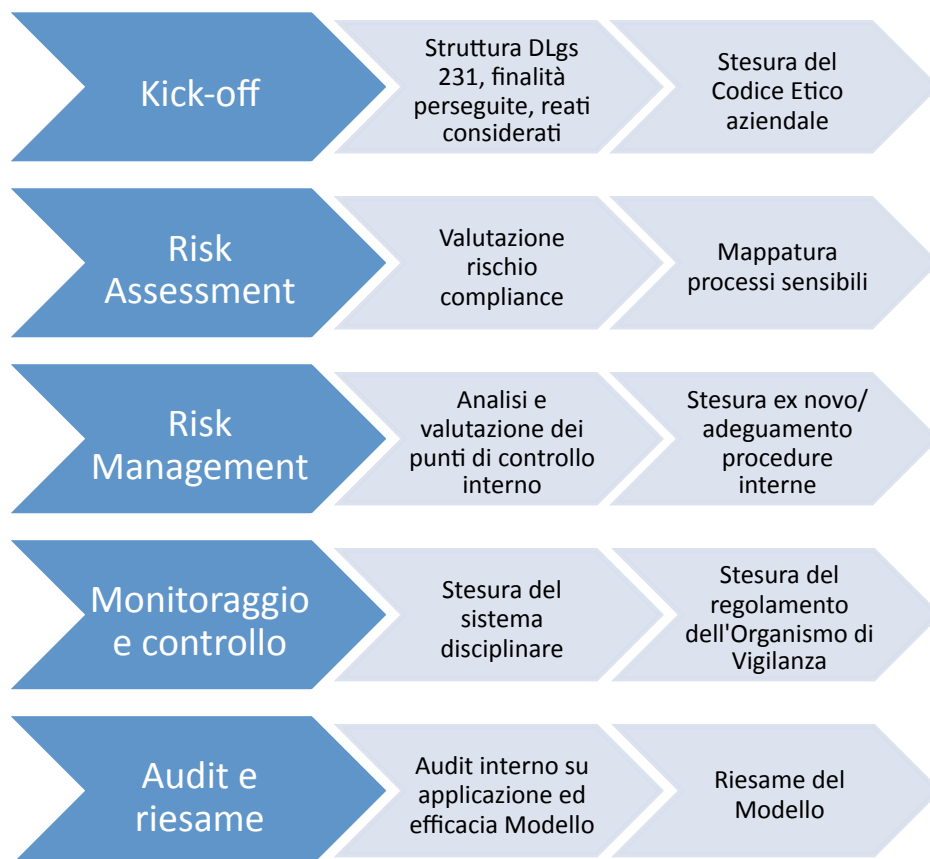 Kick-off
Struttura DLgs
231, finalità
perseguite, reati
considerati
Stesura del
Codice Etico
aziendale
Risk
Assessment
Valutazione
rischio
compliance
Mappatura
processi sensibili
Risk
Management
Analisi e
valutazione dei
punti di controllo
interno
Stesura ex novo/
adeguamento
procedure
interne
Monitoraggio
e controllo
Stesura del
sistema
disciplinare
Stesura del
regolamento
dell'Organismo di
Vigilanza
Audit e
riesame
Audit interno su
applicazione ed
efficacia Modello
Riesame del
Modello